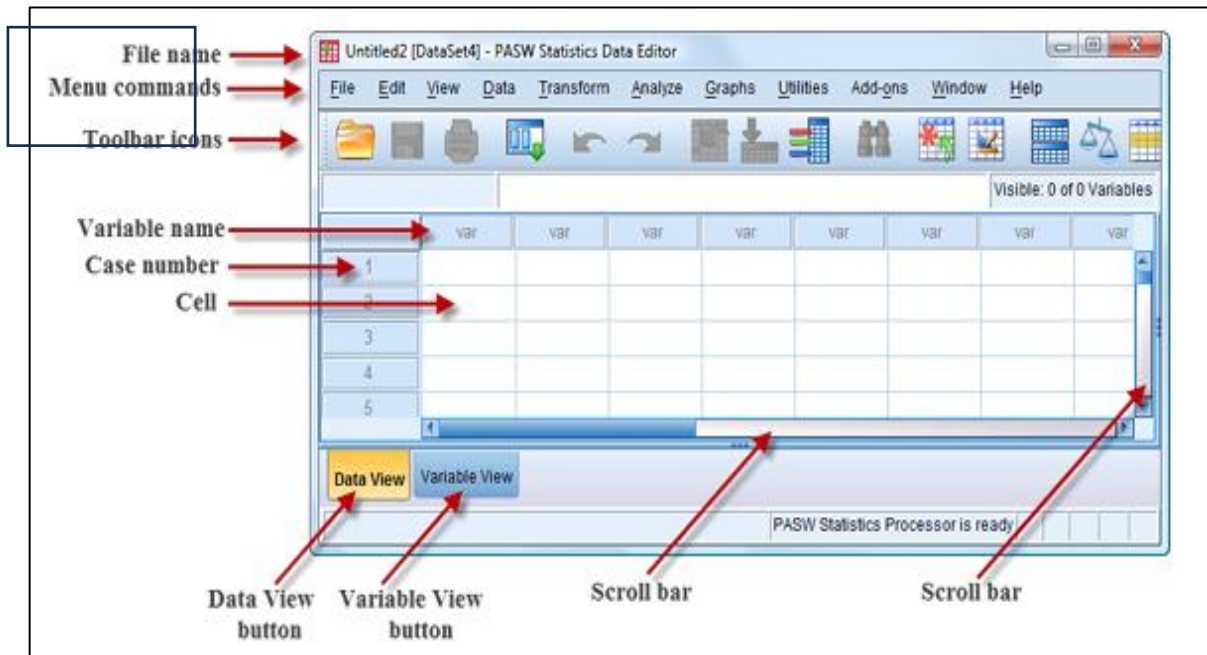 File name
Untitled2 [DataSet4] - PASW Statistics Data Editor
Menu commands
File Edit View Data Transform Analyze Graphs Utilities Add-ons Window Help
Toolbar icons
Visible: 0 of 0 Variables
Variable name
var var var var var var var var
Case number
1
Cell
2
3
4
5
Data View Variable View
PASW Statistics Processor is ready
Data View button
Variable View button
Scroll bar
Scroll bar